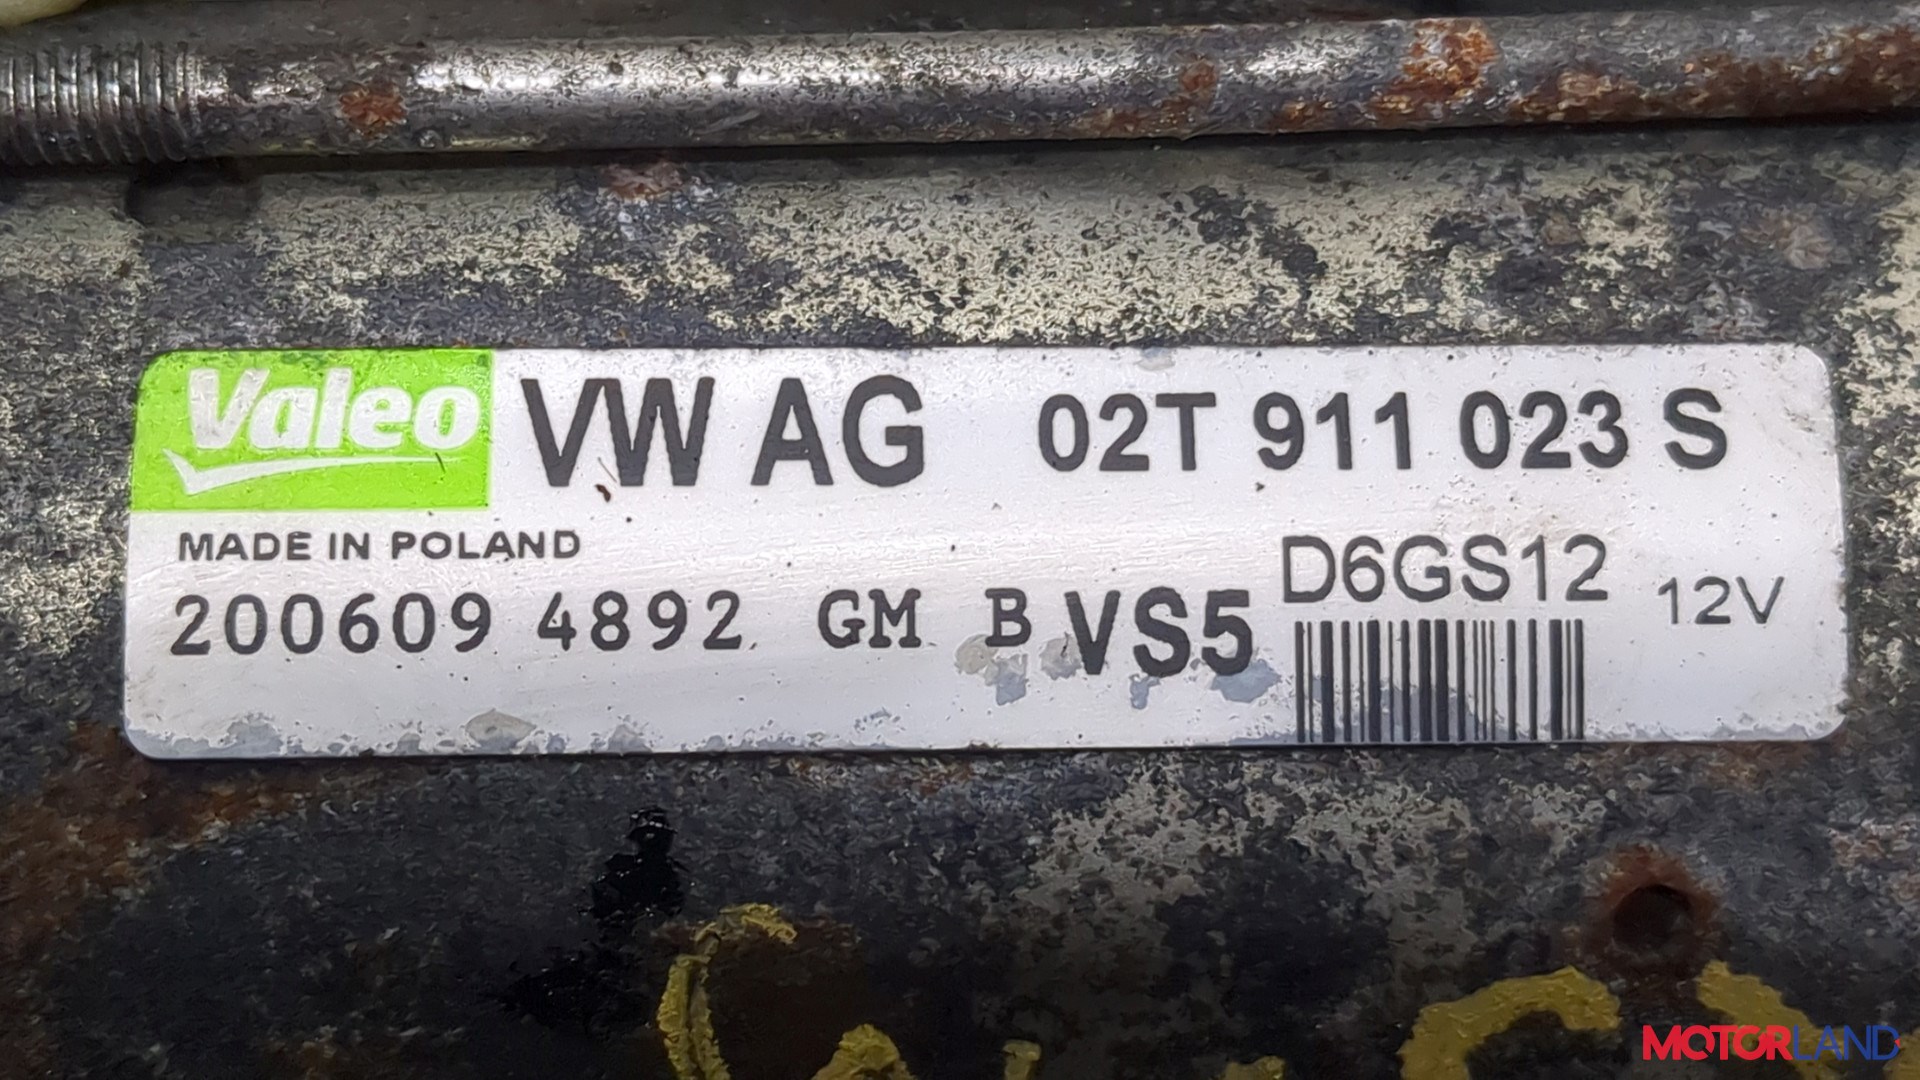 Valeo VW AG 02T 911 023 S
MADE IN POLAND
200609 4892 GM B VS5 D6GS12 12V
MOTORLAND